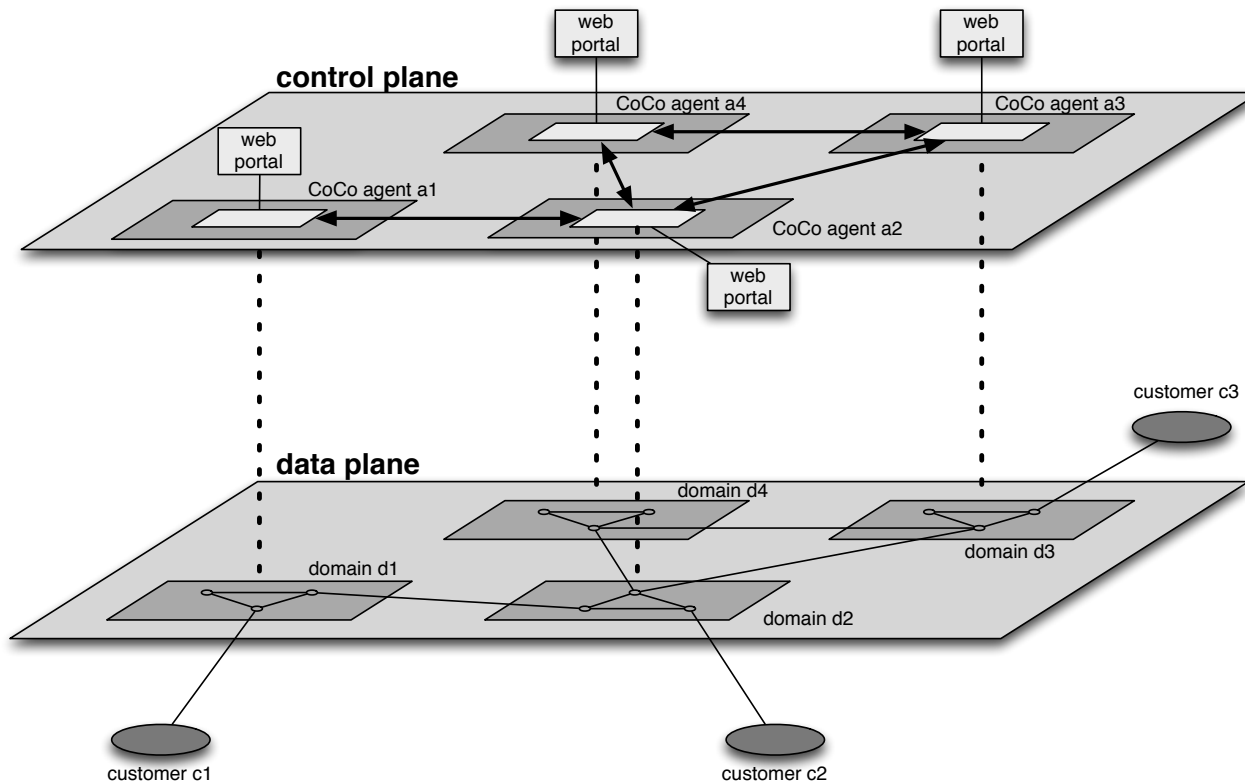 web
portal
web
portal
control plane
CoCo agent a4
CoCo agent a3
web
portal
CoCo agent a1
CoCo agent a2
web
portal
customer c3
data plane
domain d4
domain d3
domain d1
domain d2
customer c1
customer c2